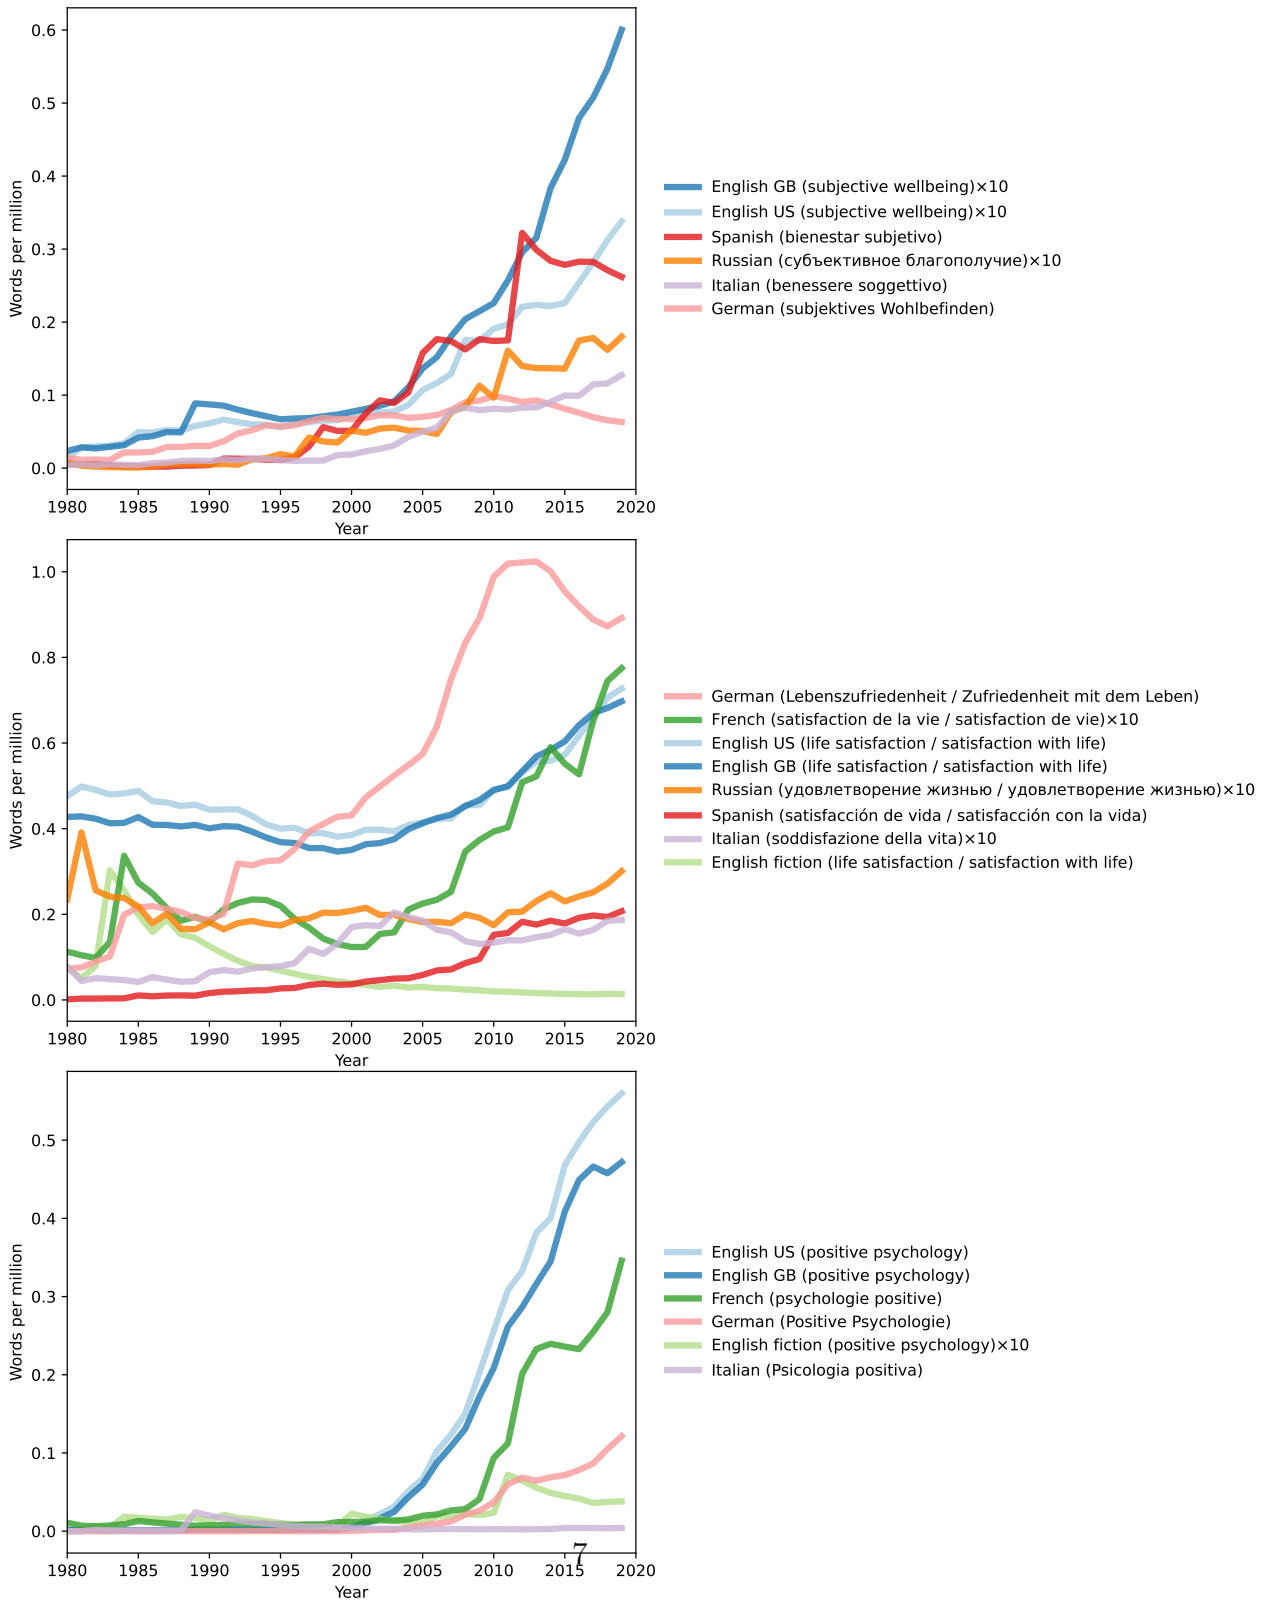 0.6
0.5
0.4
0.3
0.2
0.1
0.0
Words per million
1980 1985 1990 1995 2000 2005 2010 2015 2020
Year
English GB (subjective wellbeing)×10
English US (subjective wellbeing)×10
Spanish (bienestar subjetivo)
Russian (субъективное благополучие)×10
Italian (benessere soggettivo)
German (subjektives Wohlbefinden)
1.0
0.8
0.6
0.4
0.2
0.0
Words per million
1980 1985 1990 1995 2000 2005 2010 2015 2020
Year
German (Lebenszufriedenheit / Zufriedenheit mit dem Leben)
French (satisfaction de la vie / satisfaction de vie)×10
English US (life satisfaction / satisfaction with life)
English GB (life satisfaction / satisfaction with life)
Russian (удовлетворение жизнью / удовлетворение жизнью)×10
Spanish (satisfacción de vida / satisfacción con la vida)
Italian (soddisfazione della vita)×10
English fiction (life satisfaction / satisfaction with life)
0.5
0.4
0.3
0.2
0.1
0.0
Words per million
1980 1985 1990 1995 2000 2005 2010 2015 2020
Year
English US (positive psychology)
English GB (positive psychology)
French (psychologie positive)
German (Positive Psychologie)
English fiction (positive psychology)×10
Italian (Psicologia positiva)
7